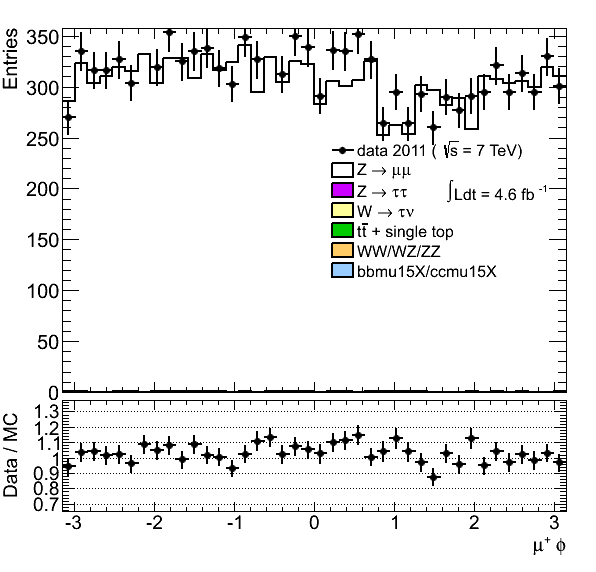 Entries
350
300
250
200
150
100
50
0
data 2011 ( √s = 7 TeV)
Z → μμ
Z → ττ
∫Ldt = 4.6 fb⁻¹
W → τν
tt̄ + single top
WW/WZ/ZZ
bbmu15X/ccmu15X
Data / MC
1.3
1.2
1.1
1
0.9
0.8
0.7
-3 -2 -1 0 1 2 3
μ⁺ ϕ